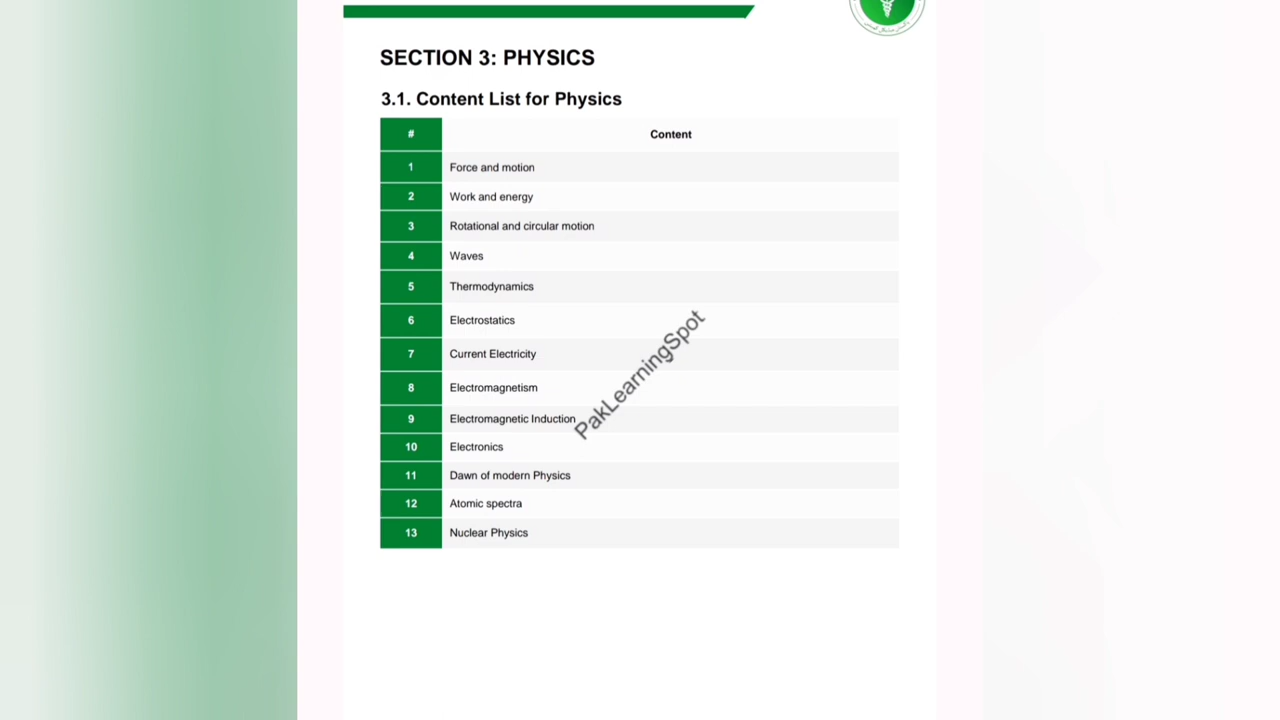 SECTION 3: PHYSICS
3.1. Content List for Physics
# Content
1 Force and motion
2 Work and energy
3 Rotational and circular motion
4 Waves
5 Thermodynamics
6 Electrostatics
7 Current Electricity
8 Electromagnetism
9 Electromagnetic Induction
10 Electronics
11 Dawn of modern Physics
12 Atomic spectra
13 Nuclear Physics
PakLearningSpot